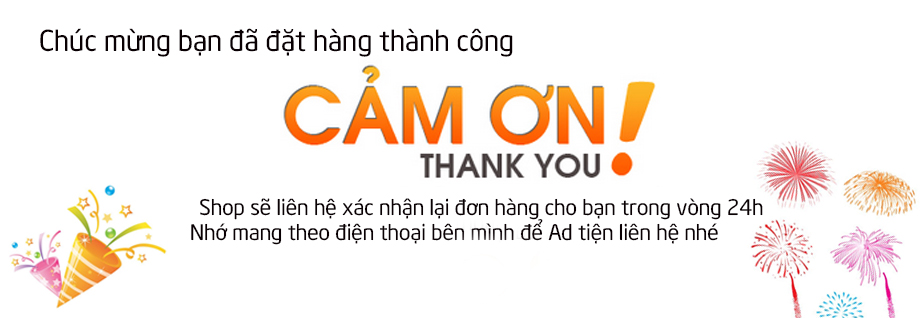 Chúc mừng bạn đã đặt hàng thành công
CẢM ƠN!
THANK YOU
Shop sẽ liên hệ xác nhận lại đơn hàng cho bạn trong vòng 24h
Nhớ mang theo điện thoại bên mình để Ad tiện liên hệ nhé